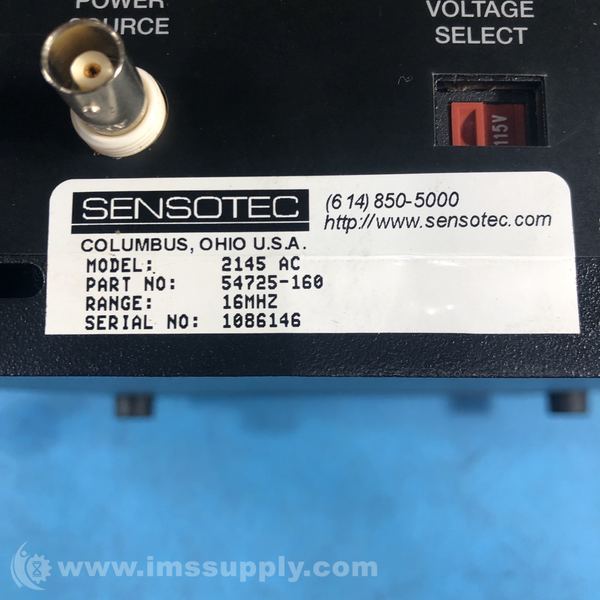 POWER
SOURCE
VOLTAGE
SELECT
115V
SENSOTEC
(614) 850-5000
http://www.sensotec.com
COLUMBUS, OHIO U.S.A.
MODEL: 2145 AC
PART NO: 54725-160
RANGE: 16MHZ
SERIAL NO: 1086146
www.imssupply.com